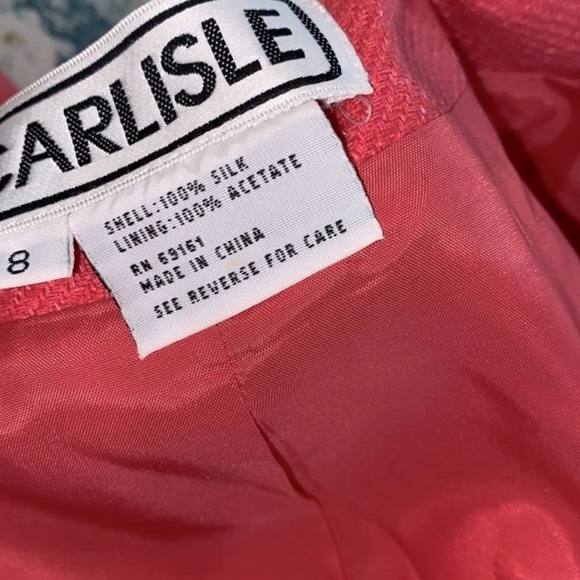 CARLISLE
8
SHELL:100% SILK
LINING:100% ACETATE
RN 69161
MADE IN CHINA
SEE REVERSE FOR CARE